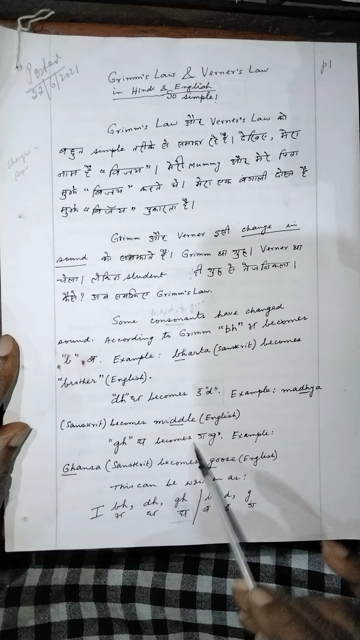 Posted
22/6/2021
p1
Grimm's Law & Verner's Law
in Hindi & English
so simple!
Grimm's Law और Verner's Law को
बहुत simple तरीके से समझा रहे हैं। देखिए, मेरा
नाम है "विजय"। मेरी mummy और मेरे पिता
मुझे "बिजय" कहते थे। मेरा एक बंगाली दोस्त है
मुझे "बिजॉय" पुकारता है।
Grimm और Verner इसी change in
sound को समझाते हैं। Grimm था गुरु। Verner था
चेला। लेकिन student ही गुरु से तेज निकला।
कैसे? अब समझिए Grimm's Law.
Some consonants have changed
sound. According to Grimm "bh" भ becomes
"b" ब. Example: bharta (Sanskrit) becomes
"brother" (English).
"dh" ध becomes ड "d". Example: madhya
(Sanskrit) becomes middle (English)
"gh" घ becomes ग "g". Example:
Ghansa (Sanskrit) becomes goose (English)
This can be as:
I bh, dh, gh / d, g
भ ध घ ब ड ग